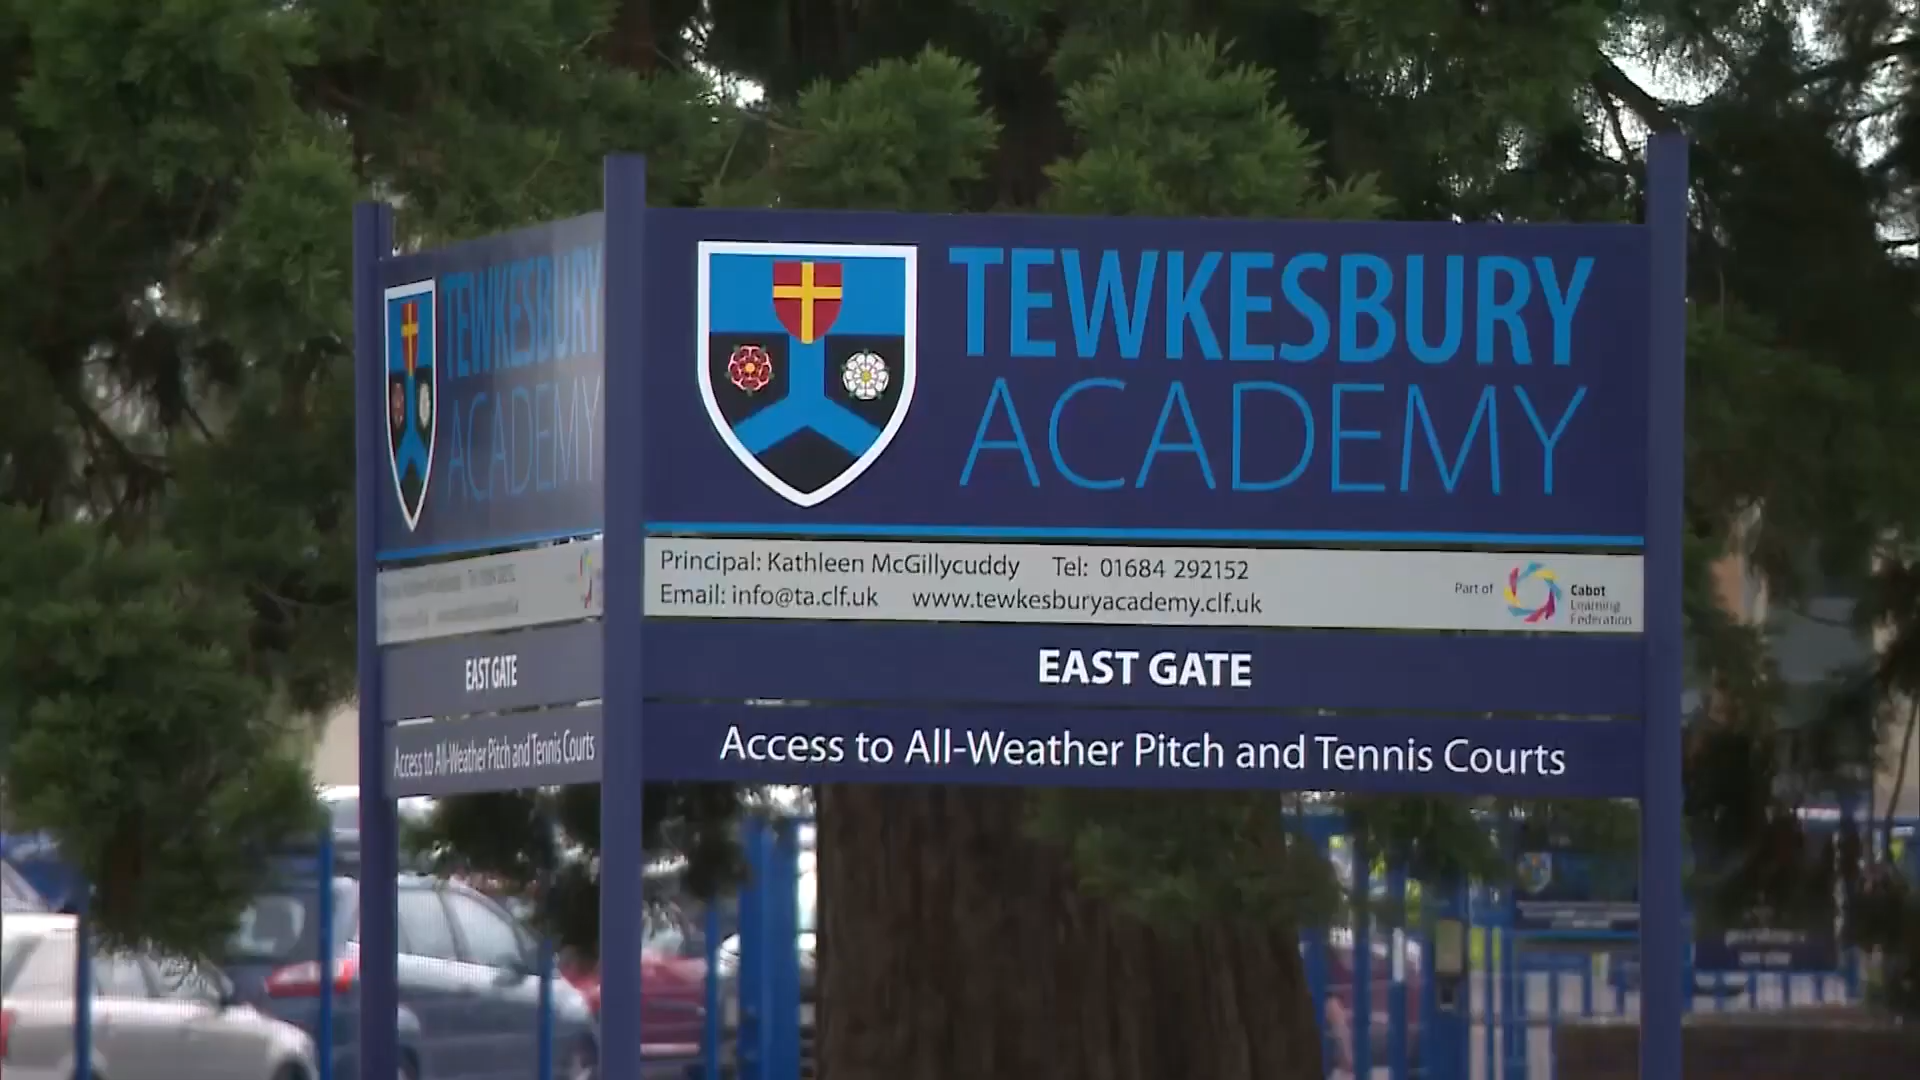 TEWKESBURY
ACADEMY
Principal: Kathleen McGillycuddy Tel: 01684 292152
Email: info@ta.clf.uk www.tewkesburyacademy.clf.uk
Part of
Cabot
Learning
Federation
EAST GATE
Access to All-Weather Pitch and Tennis Courts
TEWKESBURY
ACADEMY
EAST GATE
Access to All-Weather Pitch and Tennis Courts